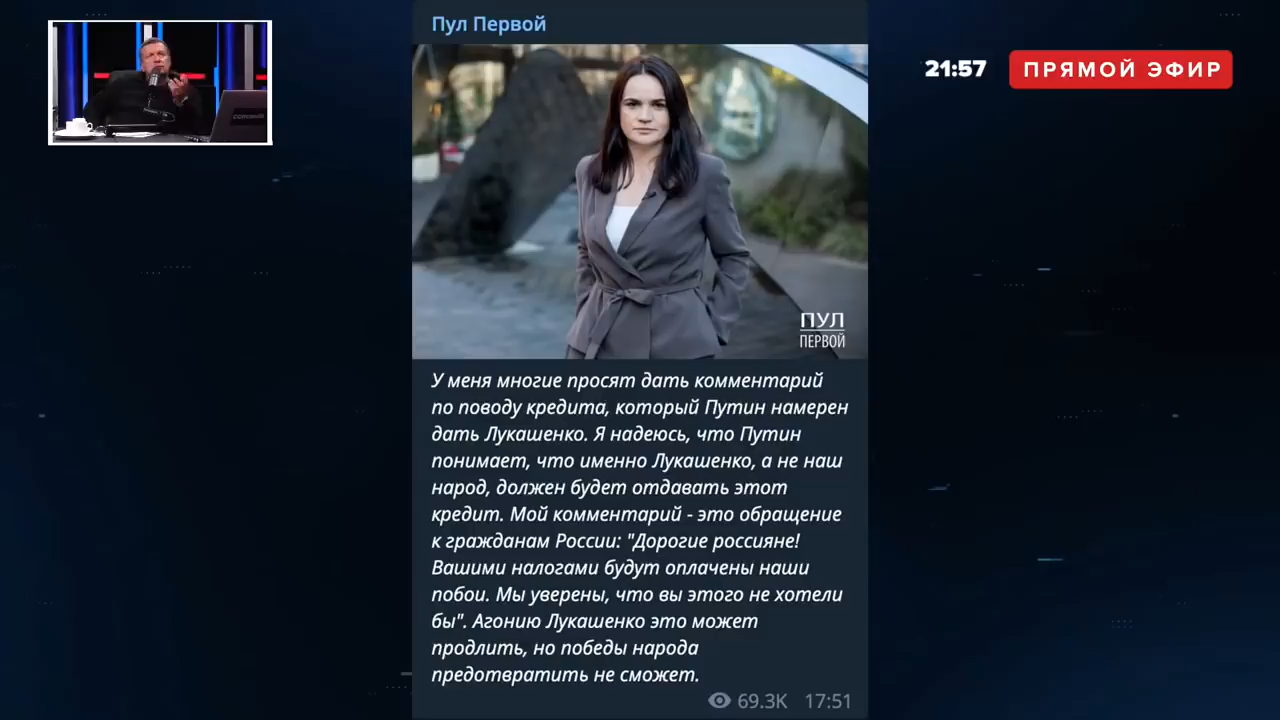 Пул Первой
21:57
ПРЯМОЙ ЭФИР
ПУЛ
ПЕРВОЙ
У меня многие просят дать комментарий
по поводу кредита, который Путин намерен
дать Лукашенко. Я надеюсь, что Путин
понимает, что именно Лукашенко, а не наш
народ, должен будет отдавать этот
кредит. Мой комментарий - это обращение
к гражданам России: "Дорогие россияне!
Вашими налогами будут оплачены наши
побои. Мы уверены, что вы этого не хотели
бы". Агонию Лукашенко это может
продлить, но победы народа
предотвратить не сможет.
69.3K 17:51